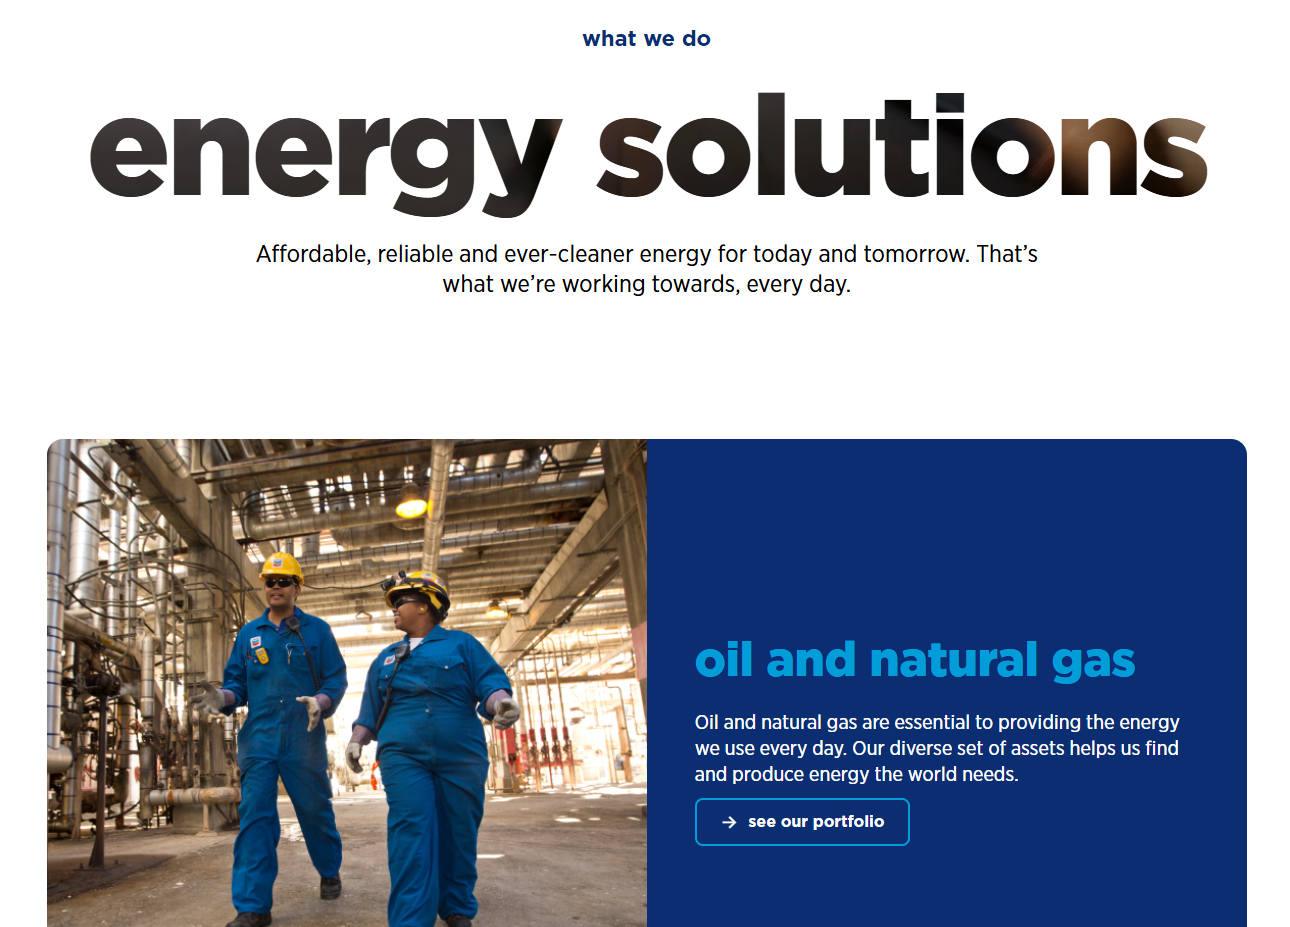 what we do
energy solutions
Affordable, reliable and ever-cleaner energy for today and tomorrow. That’s
what we’re working towards, every day.
oil and natural gas
Oil and natural gas are essential to providing the energy
we use every day. Our diverse set of assets helps us find
and produce energy the world needs.
→ see our portfolio